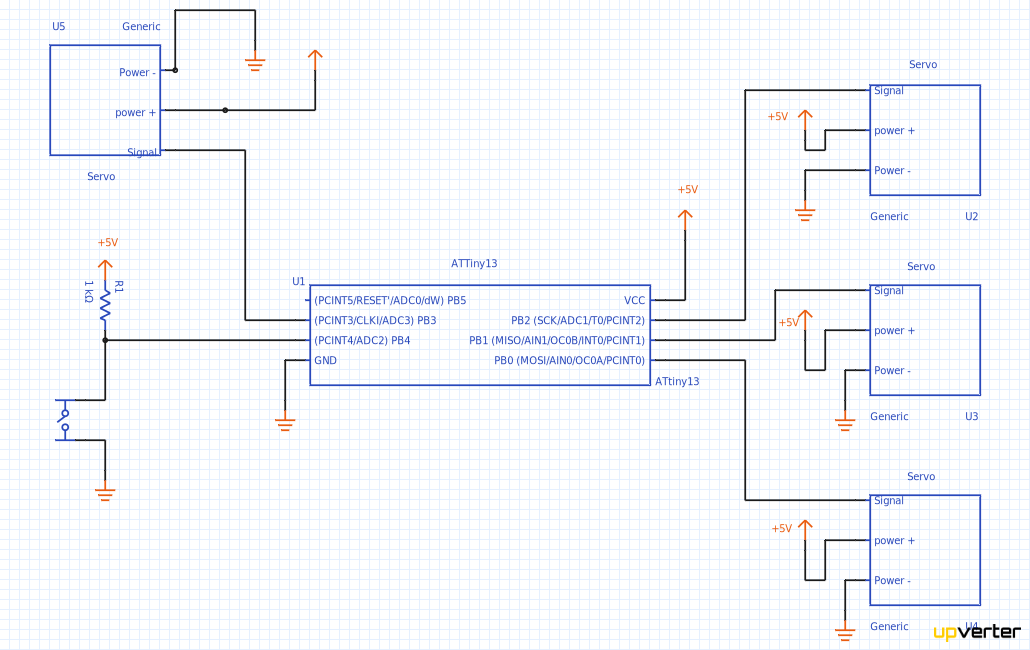 U5 Generic
Power -
power +
Signal
Servo
+5V
R1
1 kΩ
ATTiny13
U1
(PCINT5/RESET'/ADC0/dW) PB5
(PCINT3/CLKI/ADC3) PB3
(PCINT4/ADC2) PB4
GND
VCC
PB2 (SCK/ADC1/T0/PCINT2)
PB1 (MISO/AIN1/OC0B/INT0/PCINT1)
PB0 (MOSI/AIN0/OC0A/PCINT0)
ATtiny13
+5V
Servo
Signal
+5V
power +
Power -
Generic U2
Servo
Signal
+5V
power +
Power -
Generic U3
Servo
Signal
+5V
power +
Power -
Generic U4
upverter